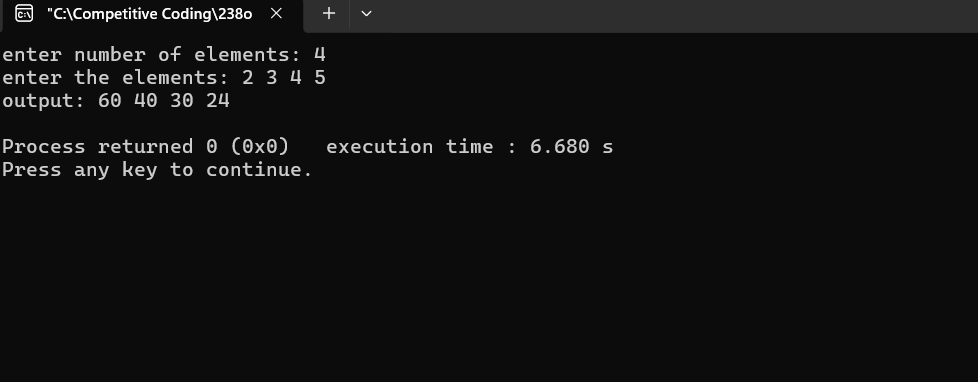 "C:\Competitive Coding\238o
enter number of elements: 4
enter the elements: 2 3 4 5
output: 60 40 30 24
Process returned 0 (0x0)   execution time : 6.680 s
Press any key to continue.